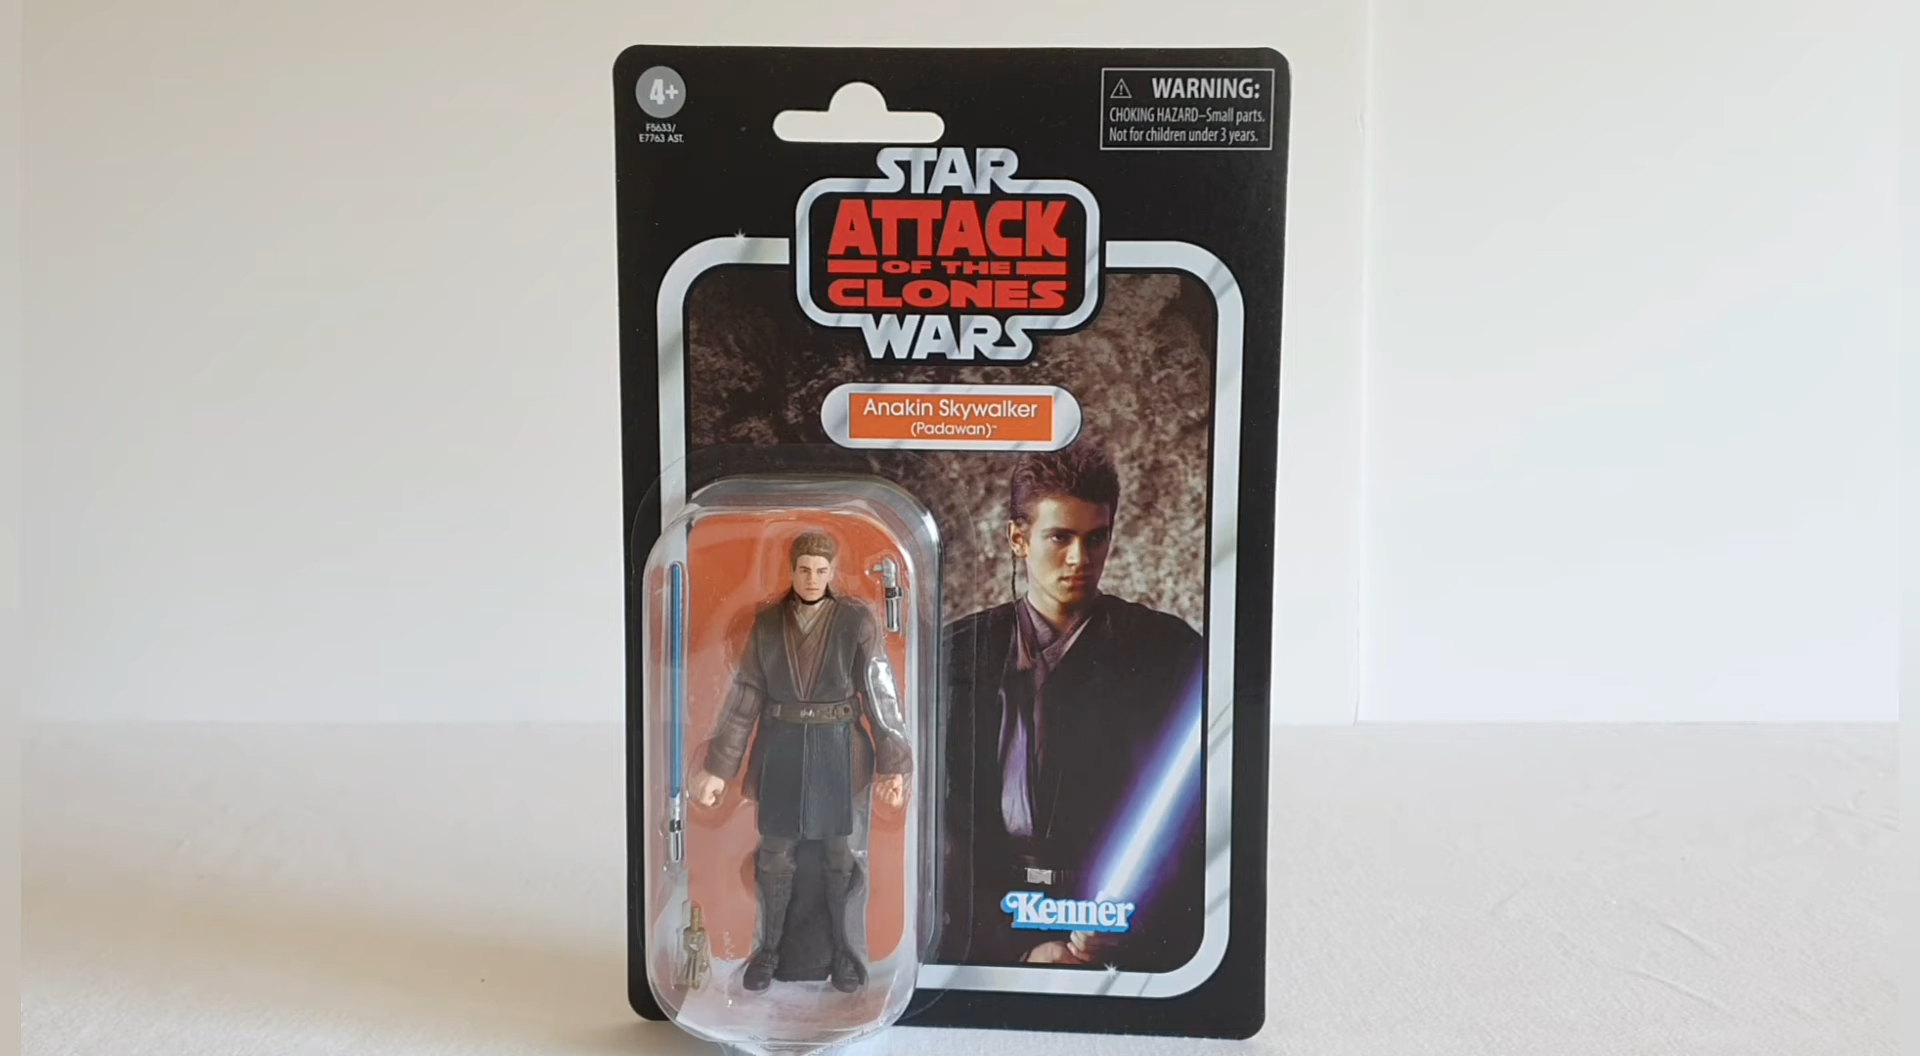 4+
F5633/
E7763 AST.
⚠ WARNING:
CHOKING HAZARD–Small parts.
Not for children under 3 years.
STAR
ATTACK
OF THE
CLONES
WARS
Anakin Skywalker
(Padawan)™
Kenner